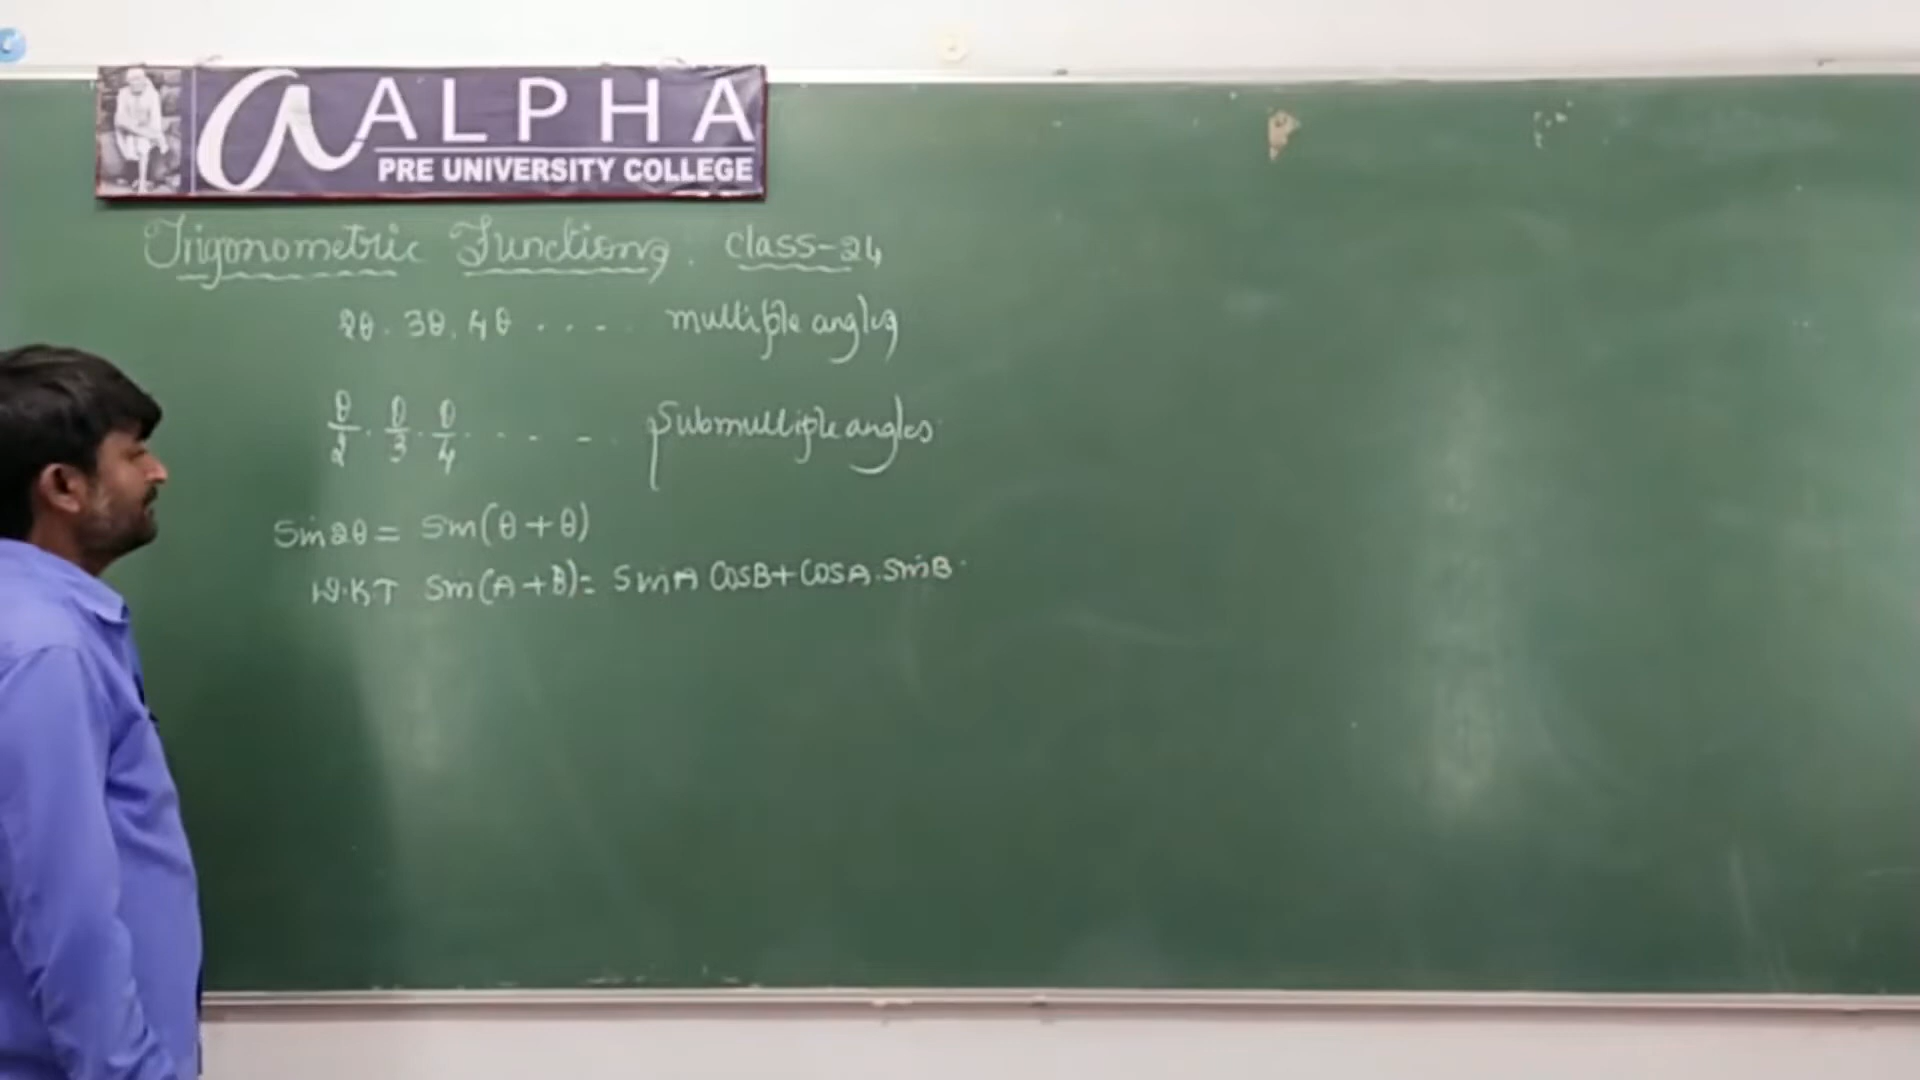 a ALPHA
PRE UNIVERSITY COLLEGE
Trigonometric Functions. class-24
2θ, 3θ, 4θ ..... multiple angles
θ/2, θ/3, θ/4 ..... Submultiple angles
Sin2θ = Sin(θ+θ)
W.K.T Sin(A+B) = SinA CosB+CosA.SinB.